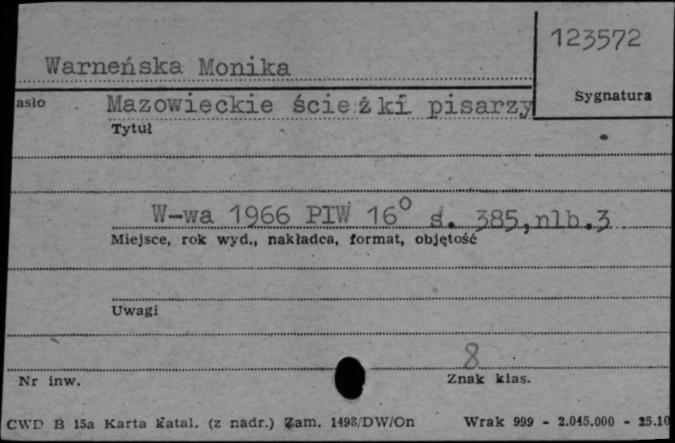 123572
Warneńska Monika
asło
Mazowieckie ścieżki pisarzy
Sygnatura
Tytuł
W-wa 1966 PIW 16° s. 385,nlb.3
Miejsce, rok wyd., nakładca, format, objętość
Uwagi
8
Nr inw.
Znak klas.
CWD B 15a Karta katal. (z nadr.) Zam. 1498/DW/On Wrak 999 - 2.045.000 - 25.10